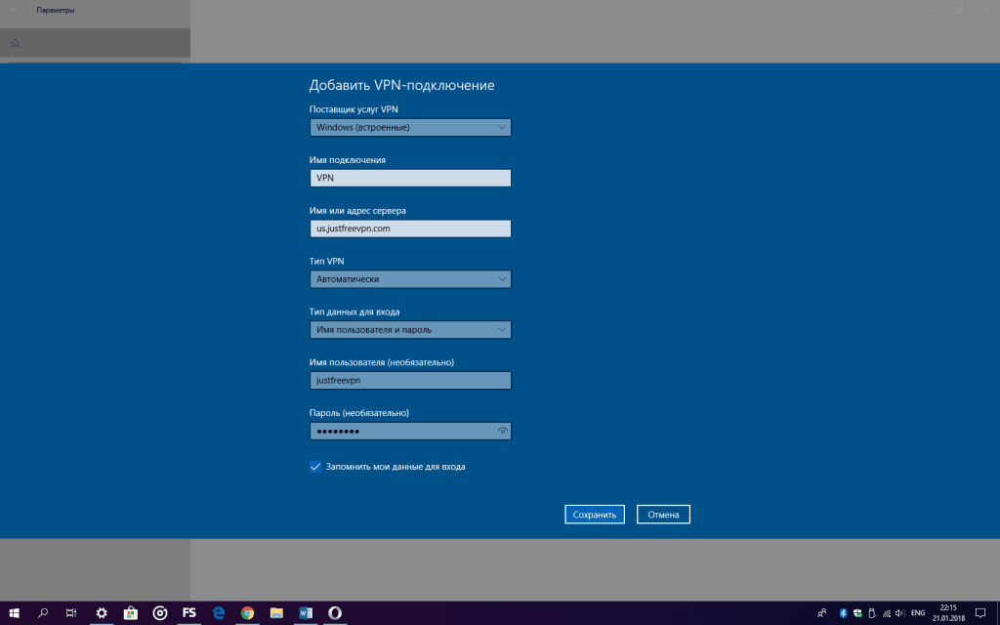 Параметры
Добавить VPN-подключение
Поставщик услуг VPN
Windows (встроенные)
Имя подключения
VPN
Имя или адрес сервера
us.justfreevpn.com
Тип VPN
Автоматически
Тип данных для входа
Имя пользователя и пароль
Имя пользователя (необязательно)
justfreevpn
Пароль (необязательно)
••••••••
Запомнить мои данные для входа
Сохранить
Отмена
FS
ENG
22:15
21.01.2018